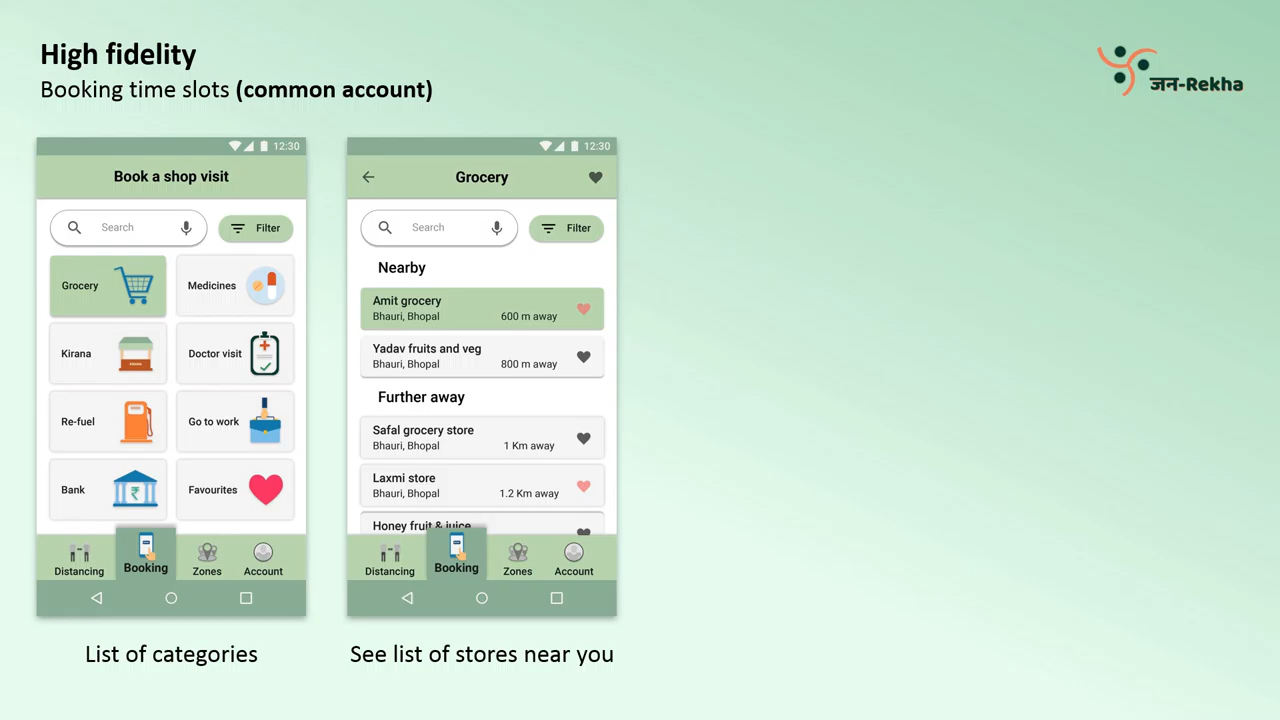 High fidelity
Booking time slots (common account)
जन-Rekha
12:30
Book a shop visit
Search
Filter
Grocery
Medicines
Kirana
Doctor visit
Re-fuel
Go to work
Bank
Favourites
Distancing
Booking
Zones
Account
List of categories
12:30
Grocery
Search
Filter
Nearby
Amit grocery
Bhauri, Bhopal
600 m away
Yadav fruits and veg
Bhauri, Bhopal
800 m away
Further away
Safal grocery store
Bhauri, Bhopal
1 Km away
Laxmi store
Bhauri, Bhopal
1.2 Km away
Honey fruit & juice
Distancing
Booking
Zones
Account
See list of stores near you